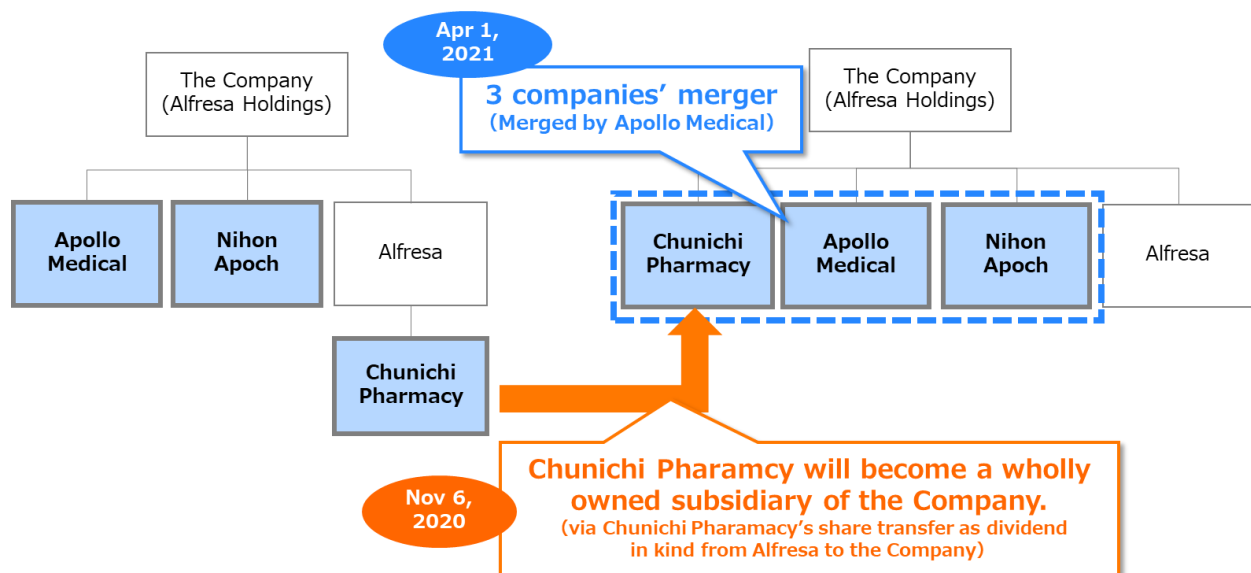 The Company
(Alfresa Holdings)
Apollo
Medical
Nihon
Apoch
Alfresa
Chunichi
Pharmacy
Apr 1,
2021
3 companies’ merger
(Merged by Apollo Medical)
The Company
(Alfresa Holdings)
Chunichi
Pharmacy
Apollo
Medical
Nihon
Apoch
Alfresa
Nov 6,
2020
Chunichi Pharamcy will become a wholly
owned subsidiary of the Company.
(via Chunichi Pharamacy’s share transfer as dividend
in kind from Alfresa to the Company)